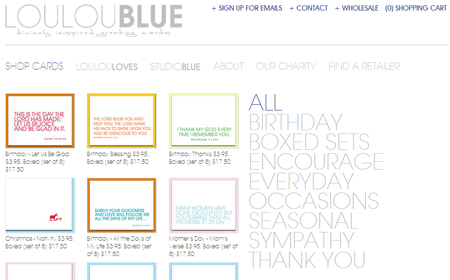 LOULOUBLUE
divinely inspired greeting cards
+ SIGN UP FOR EMAILS + CONTACT + WHOLESALE (0) SHOPPING CART
SHOP CARDS LOULOULOVES STUDIOBLUE ABOUT OUR CHARITY FIND A RETAILER
THIS IS THE DAY
THE LORD HAS MADE.
LET US REJOICE
AND BE GLAD IN IT.
Birthday - Let Us Be Glad
$3.95, Boxed (set of 8)
$17.50
THE LORD BLESS YOU AND
KEEP YOU, THE LORD MAKE
HIS FACE TO SHINE UPON YOU
AND BE GRACIOUS TO YOU.
Birthday Blessing $3.95,
Boxed (set of 8) $17.50
I THANK MY GOD EVERY
TIME I REMEMBER YOU.
Birthday Thanks $3.95,
Boxed (set of 8) $17.50
Christmas - Nativity $3.95,
Boxed (set of 8) $17.50
SURELY YOUR GOODNESS
AND LOVE WILL FOLLOW ME
ALL THE DAYS OF MY LIFE.
Birthday - All the Days of
My Life $3.95, Boxed (set
of 8) $17.50
MANY WOMEN HAVE
Mother's Day - Mom's
Verse $3.95, Boxed (set of
8) $17.50
ALL
BIRTHDAY
BOXED SETS
ENCOURAGE
EVERYDAY
OCCASIONS
SEASONAL
SYMPATHY
THANK YOU